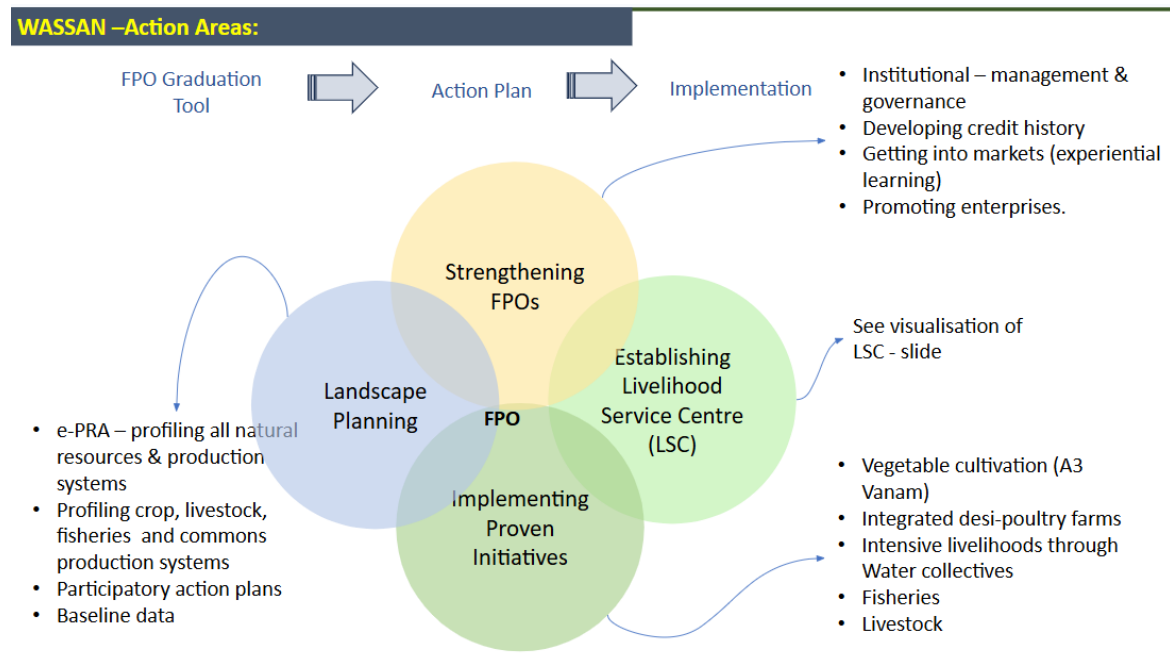 WASSAN –Action Areas:
FPO Graduation
Tool
Action Plan
Implementation
• Institutional – management &
governance
• Developing credit history
• Getting into markets (experiential
learning)
• Promoting enterprises.
Strengthening
FPOs
Landscape
Planning
FPO
Establishing
Livelihood
Service Centre
(LSC)
Implementing
Proven
Initiatives
See visualisation of
LSC - slide
• e-PRA – profiling all natural
resources & production
systems
• Profiling crop, livestock,
fisheries and commons
production systems
• Participatory action plans
• Baseline data
• Vegetable cultivation (A3
Vanam)
• Integrated desi-poultry farms
• Intensive livelihoods through
Water collectives
• Fisheries
• Livestock